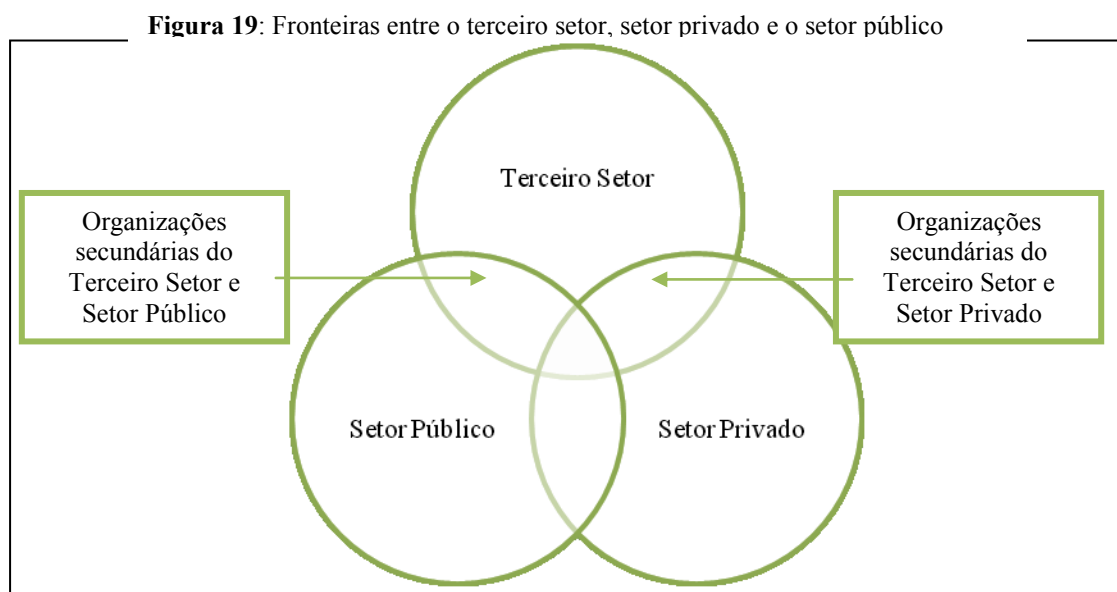 Figura 19: Fronteiras entre o terceiro setor, setor privado e o setor público
Terceiro Setor
Organizações
secundárias do
Terceiro Setor e
Setor Público
Organizações
secundárias do
Terceiro Setor e
Setor Privado
Setor Público
Setor Privado